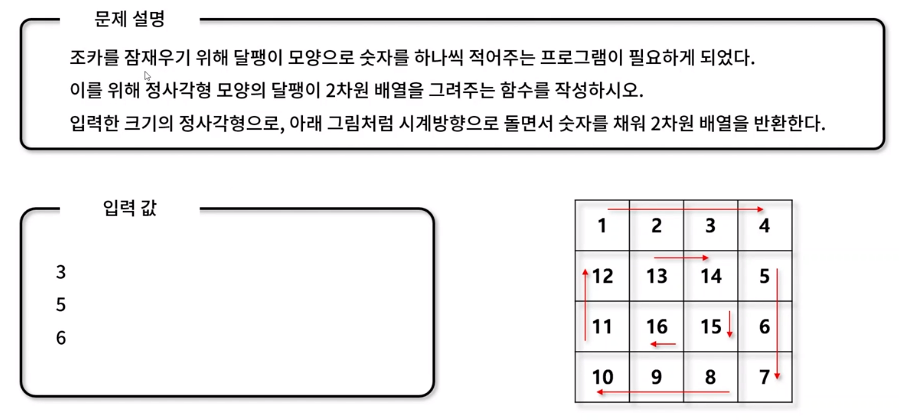 문제 설명
조카를 잠재우기 위해 달팽이 모양으로 숫자를 하나씩 적어주는 프로그램이 필요하게 되었다.
이를 위해 정사각형 모양의 달팽이 2차원 배열을 그려주는 함수를 작성하시오.
입력한 크기의 정사각형으로, 아래 그림처럼 시계방향으로 돌면서 숫자를 채워 2차원 배열을 반환한다.
입력 값
3
5
6
1 2 3 4
12 13 14 5
11 16 15 6
10 9 8 7